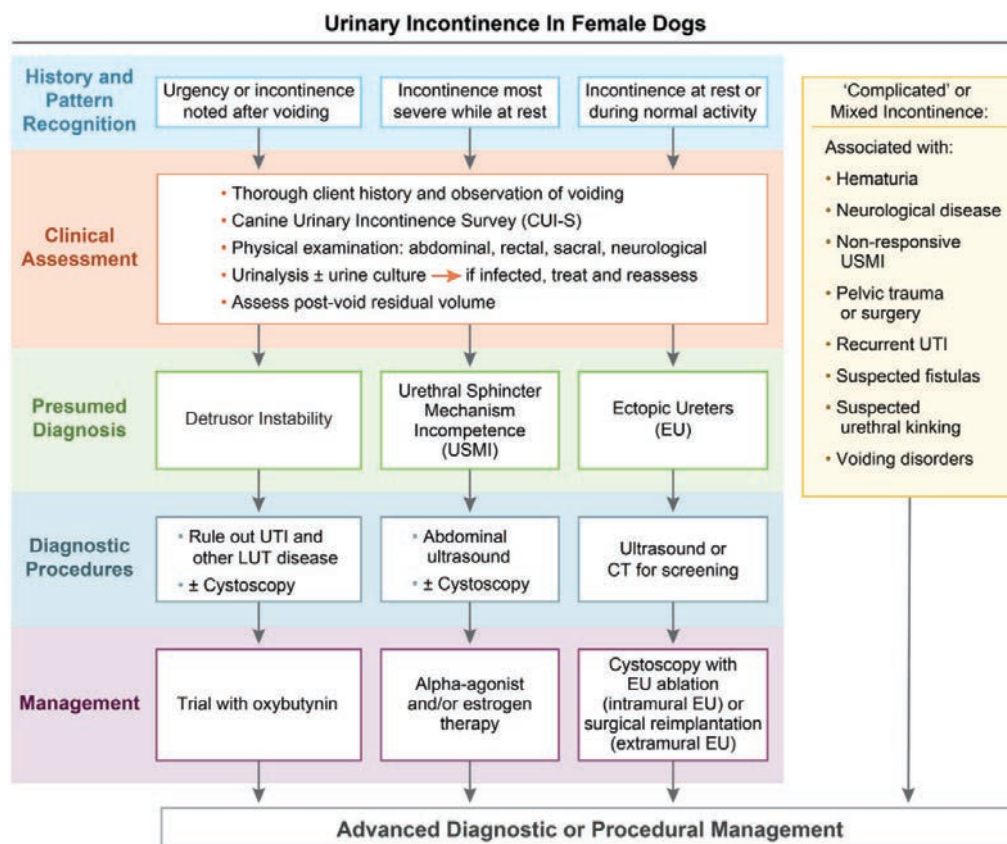 Urinary Incontinence In Female Dogs
History and
Pattern
Recognition
Urgency or incontinence
noted after voiding
Incontinence most
severe while at rest
Incontinence at rest or
during normal activity
Clinical
Assessment
• Thorough client history and observation of voiding
• Canine Urinary Incontinence Survey (CUI-S)
• Physical examination: abdominal, rectal, sacral, neurological
• Urinalysis ± urine culture → if infected, treat and reassess
• Assess post-void residual volume
Presumed
Diagnosis
Detrusor Instability
Urethral Sphincter
Mechanism
Incompetence
(USMI)
Ectopic Ureters
(EU)
Diagnostic
Procedures
• Rule out UTI and
other LUT disease
• ± Cystoscopy
• Abdominal
ultrasound
• ± Cystoscopy
Ultrasound or
CT for screening
Management
Trial with oxybutynin
Alpha-agonist
and/or estrogen
therapy
Cystoscopy with
EU ablation
(intramural EU) or
surgical reimplantation
(extramural EU)
'Complicated' or
Mixed Incontinence:
Associated with:
• Hematuria
• Neurological disease
• Non-responsive
USMI
• Pelvic trauma
or surgery
• Recurrent UTI
• Suspected fistulas
• Suspected
urethral kinking
• Voiding disorders
Advanced Diagnostic or Procedural Management